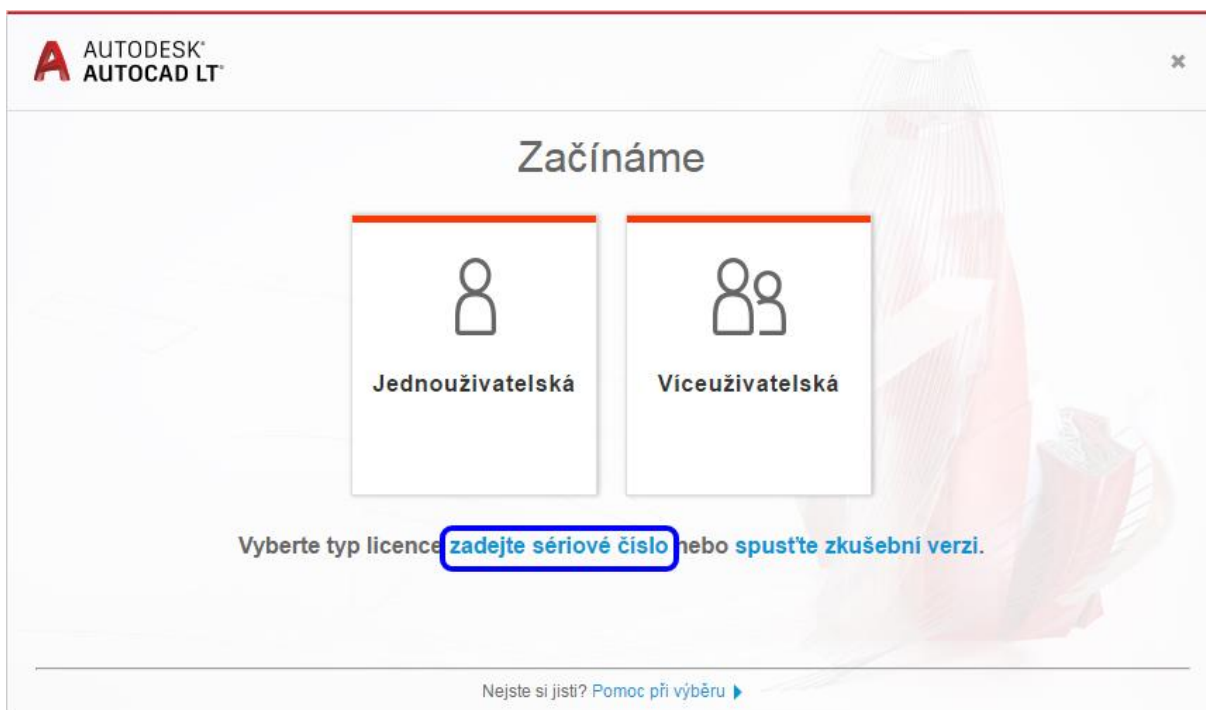 AUTODESK®
AUTOCAD LT®
Začínáme
Jednouživatelská
Víceuživatelská
Vyberte typ licence zadejte sériové číslo nebo spusťte zkušební verzi.
Nejste si jisti? Pomoc při výběru